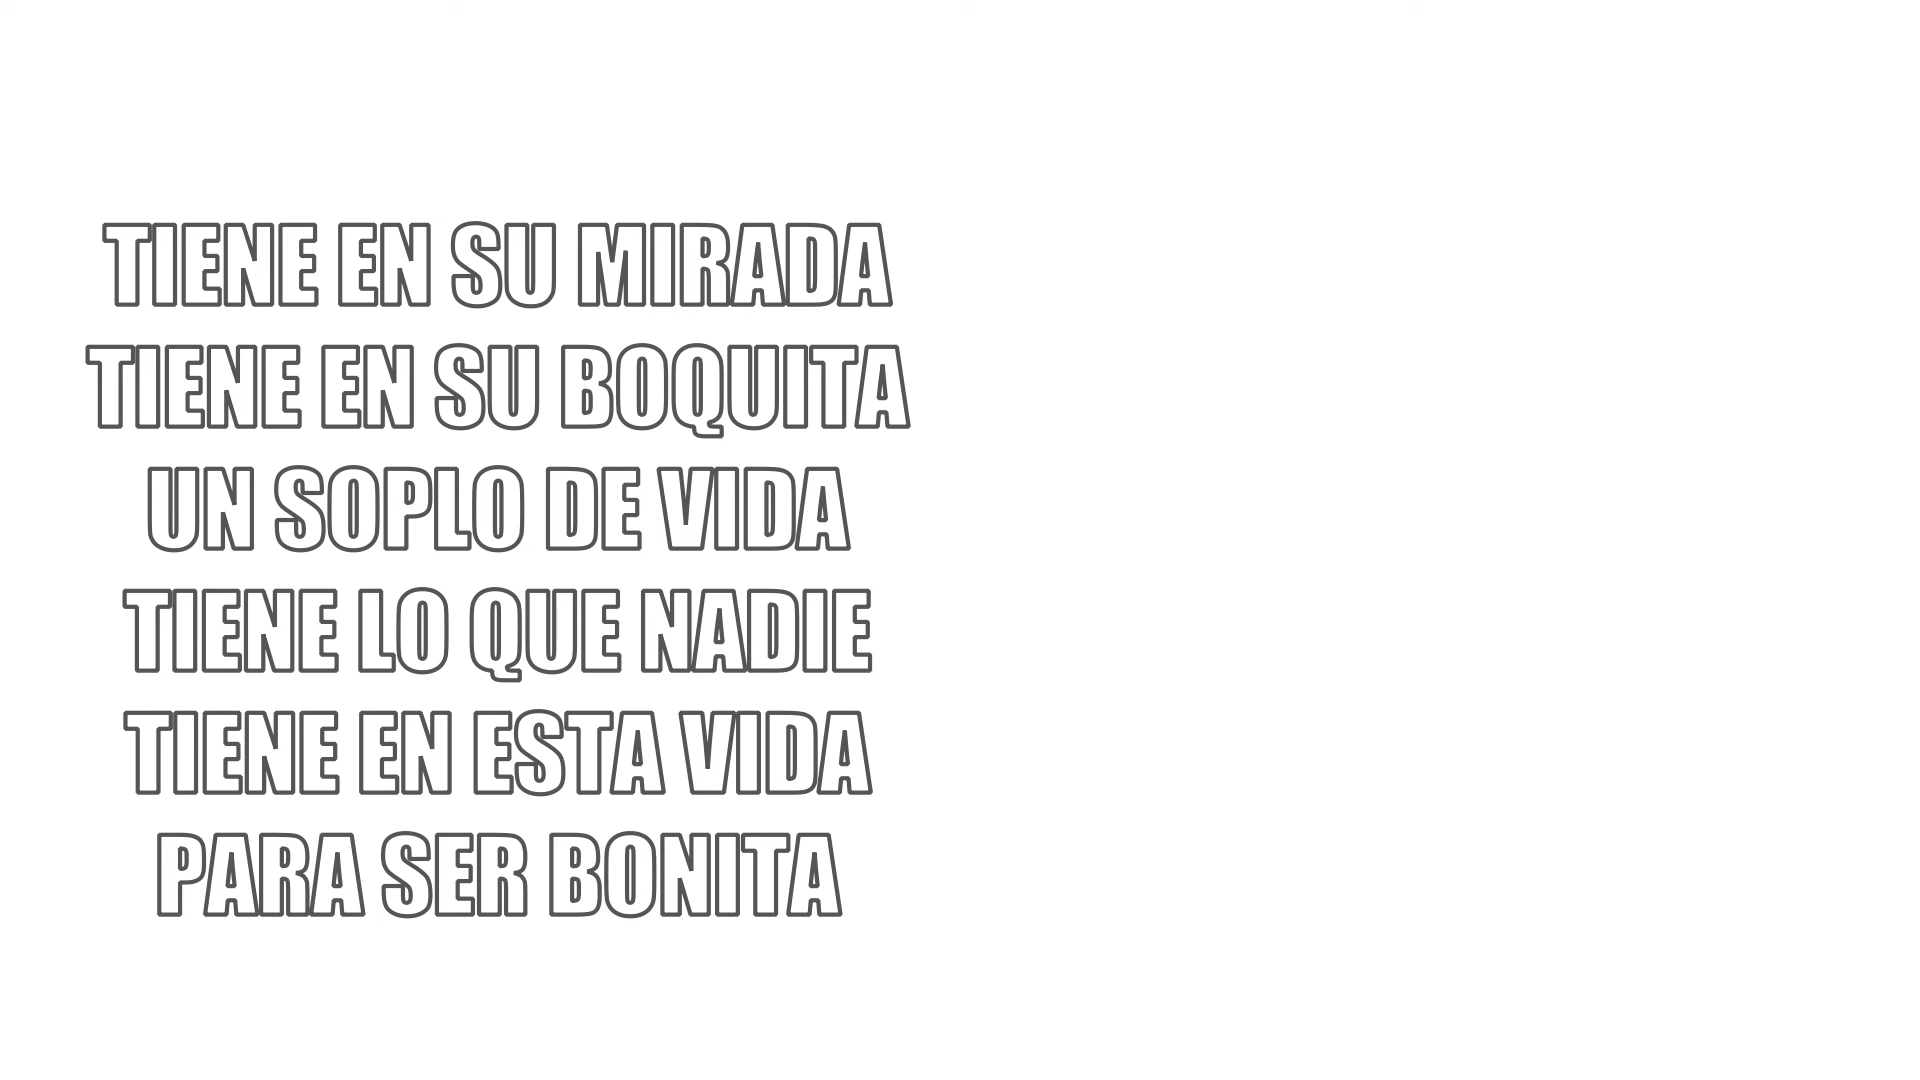 TIENE EN SU MIRADA
TIENE EN SU BOQUITA
UN SOPLO DE VIDA
TIENE LO QUE NADIE
TIENE EN ESTA VIDA
PARA SER BONITA